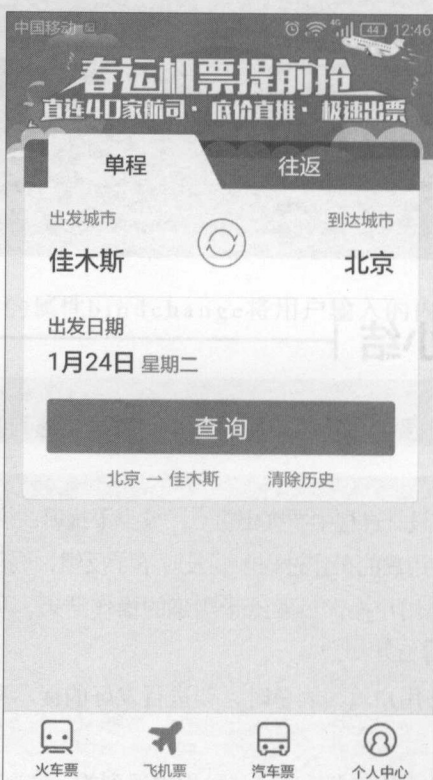 中国移动 4G 44 12:46
春运机票提前抢
直连40家航司· 底价直推· 极速出票
单程 往返
出发城市 到达城市
佳木斯 北京
出发日期
1月24日 星期二
查询
北京 → 佳木斯 清除历史
火车票 飞机票 汽车票 个人中心